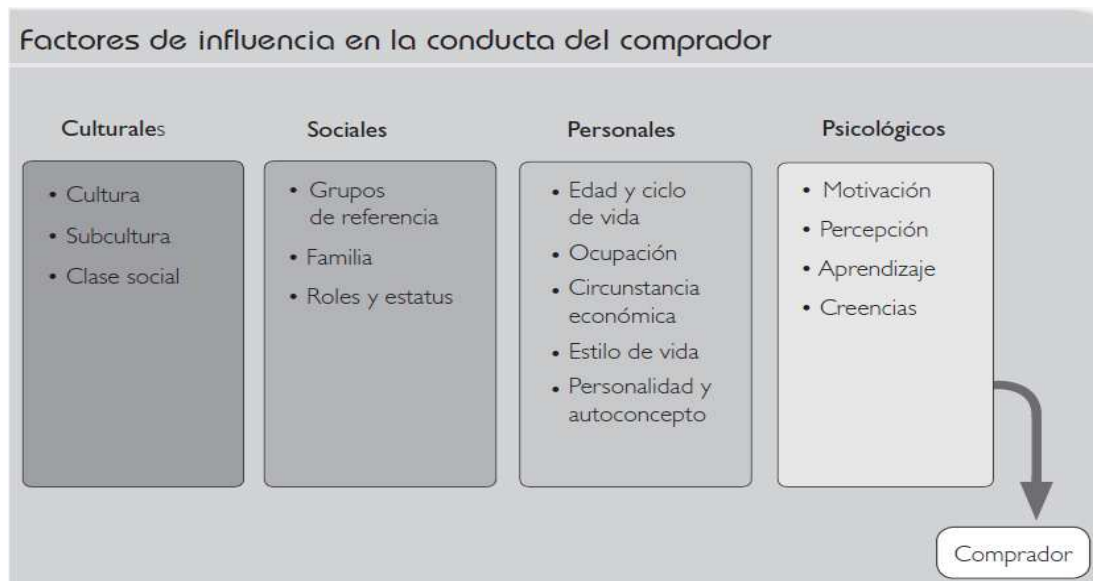 Factores de influencia en la conducta del comprador
Culturales
• Cultura
• Subcultura
• Clase social
Sociales
• Grupos
de referencia
• Familia
• Roles y estatus
Personales
• Edad y ciclo
de vida
• Ocupación
• Circunstancia
económica
• Estilo de vida
• Personalidad y
autoconcepto
Psicológicos
• Motivación
• Percepción
• Aprendizaje
• Creencias
Comprador